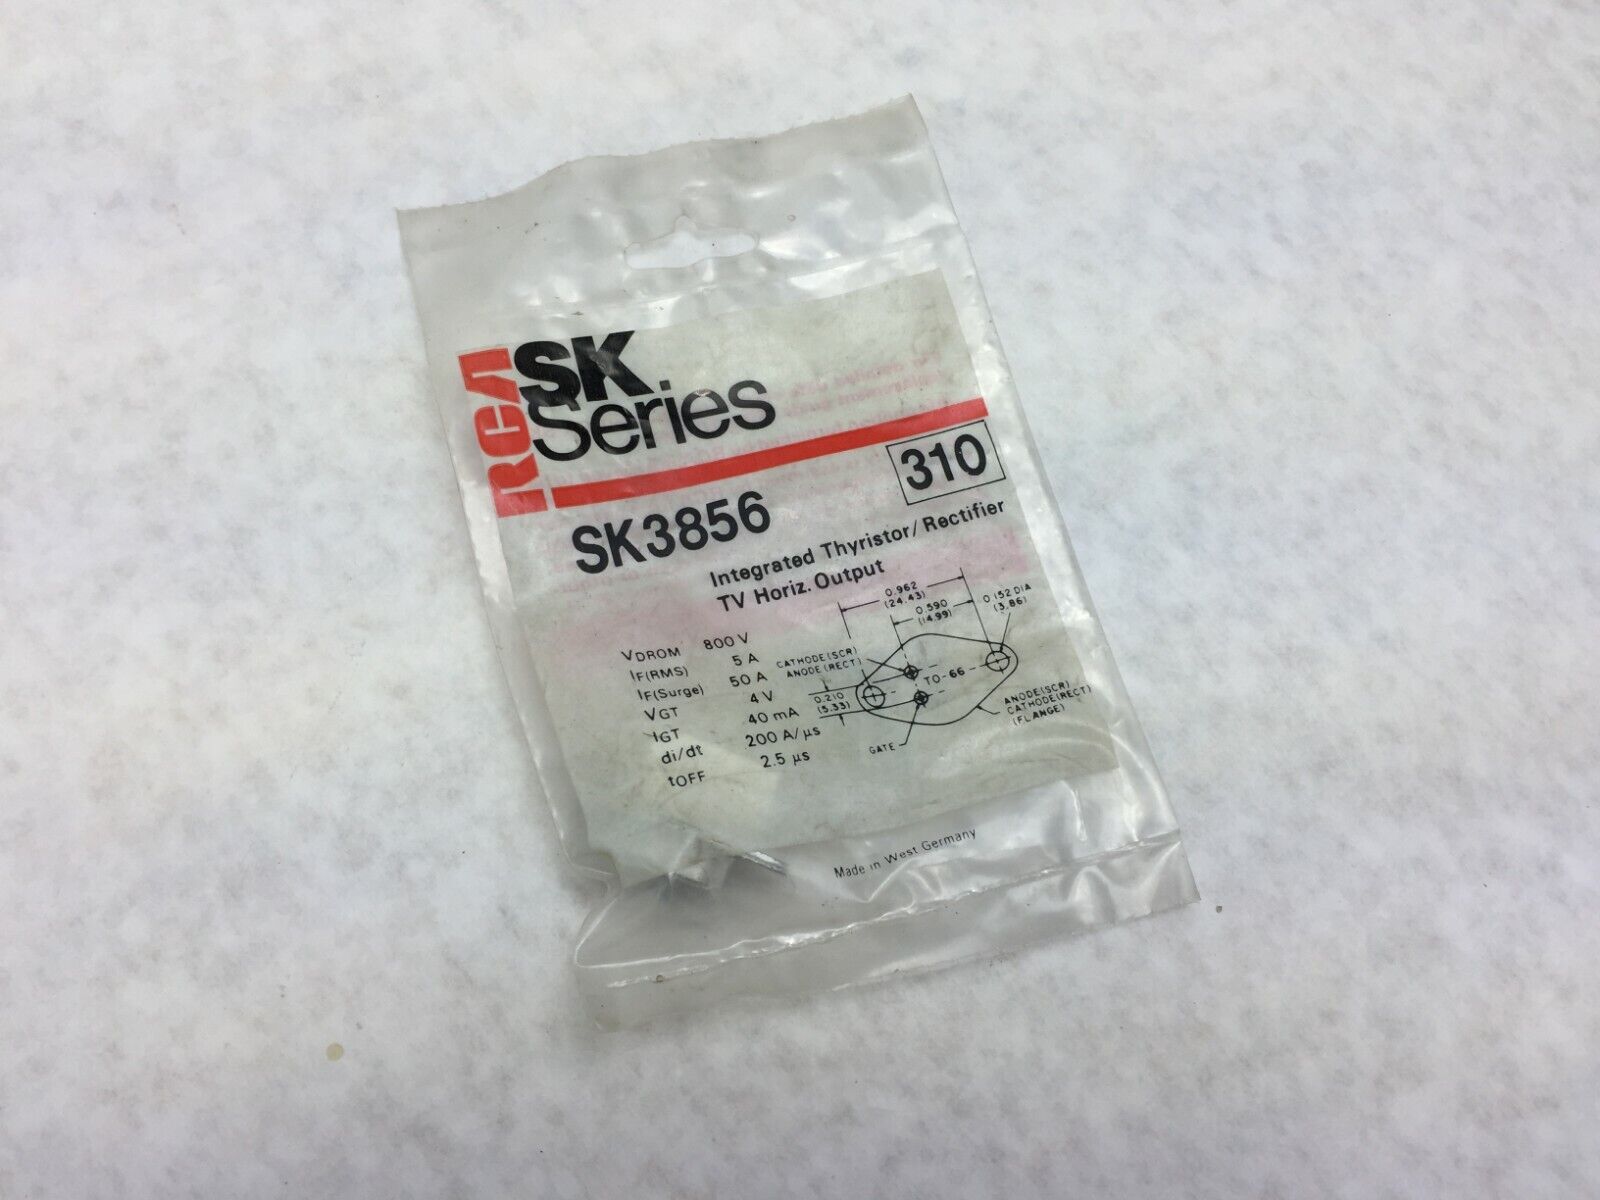 RCA SK
Series
310
SK3856
Integrated Thyristor/Rectifier
TV Horiz. Output
VDROM 800 V
IF(RMS) 5 A
IF(Surge) 50 A
VGT 4 V
IGT 40 mA
di/dt 200 A/µs
tOFF 2.5 µs
0.962
(24.43)
0.590
(14.99)
0.152 DIA
(3.86)
CATHODE (SCR)
ANODE (RECT)
TO-66
0.210
(5.33)
ANODE (SCR)
CATHODE (RECT)
(FLANGE)
GATE
Made in West Germany